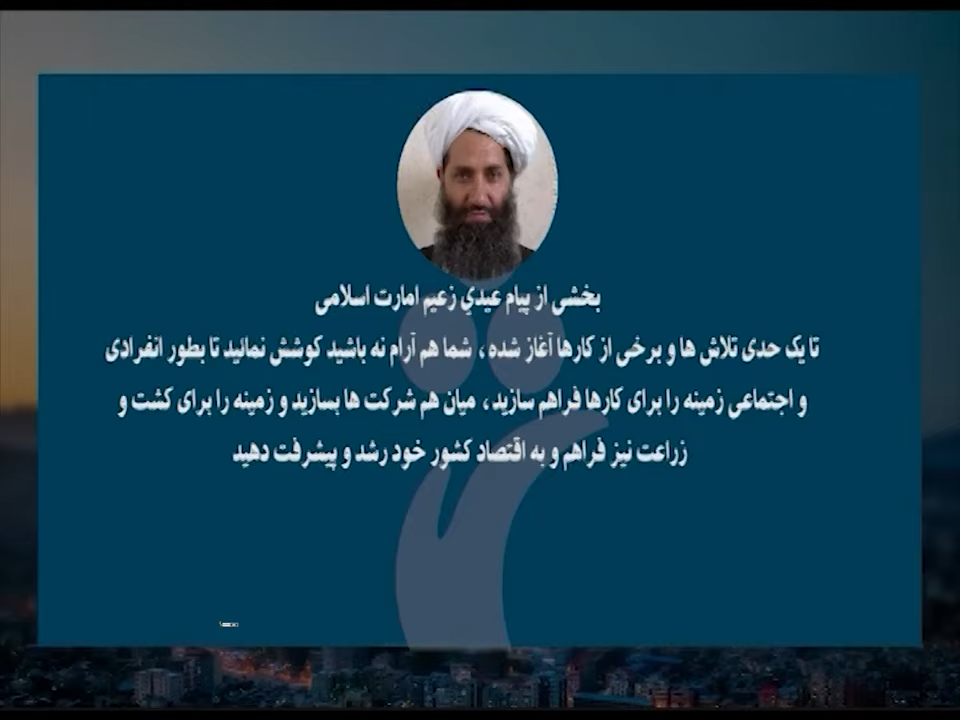 بخشی از پیام عیدي زعیم امارت اسلامی
تا یک حدی تلاش ها و برخی از کارها آغاز شده ، شما هم آرام نه باشید کوشش نمائید تا بطور انفرادی
و اجتماعی زمینه را برای کارها فراهم سازید ، میان هم شرکت ها بسازید و زمینه را برای کشت و
زراعت نیز فراهم و به اقتصاد کشور خود رشد و پیشرفت دهید